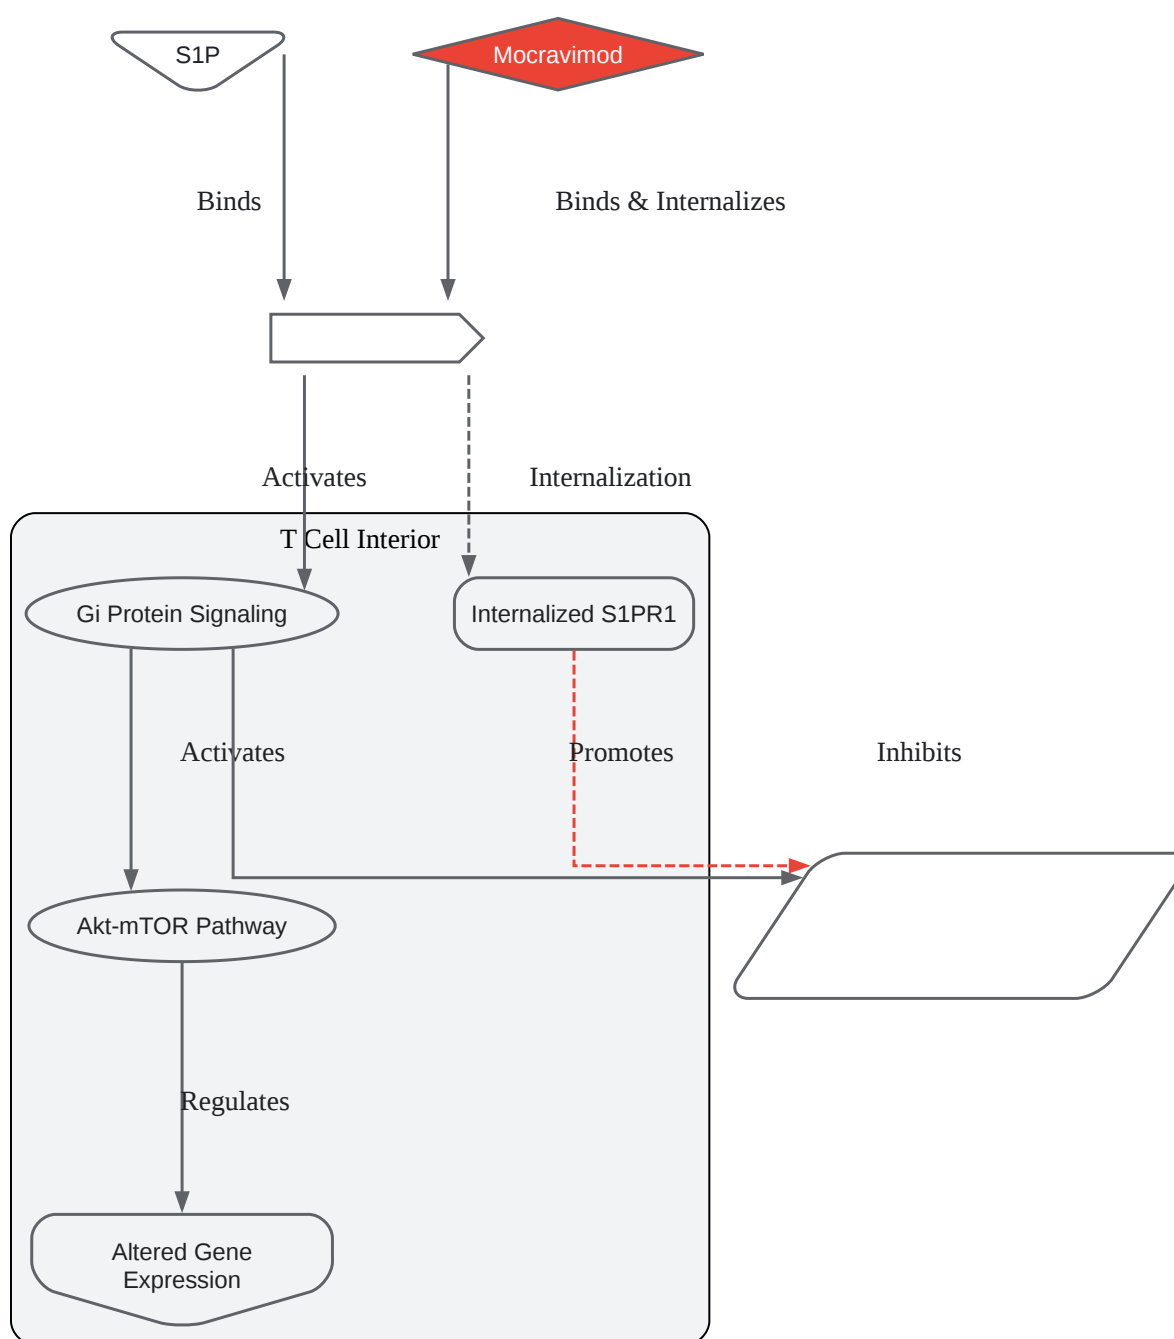 S1P
Mocravimod
Binds
Binds & Internalizes
Activates
Internalization
T Cell Interior
Gi Protein Signaling
Internalized S1PR1
Activates
Promotes
Inhibits
Akt-mTOR Pathway
Regulates
Altered Gene
Expression